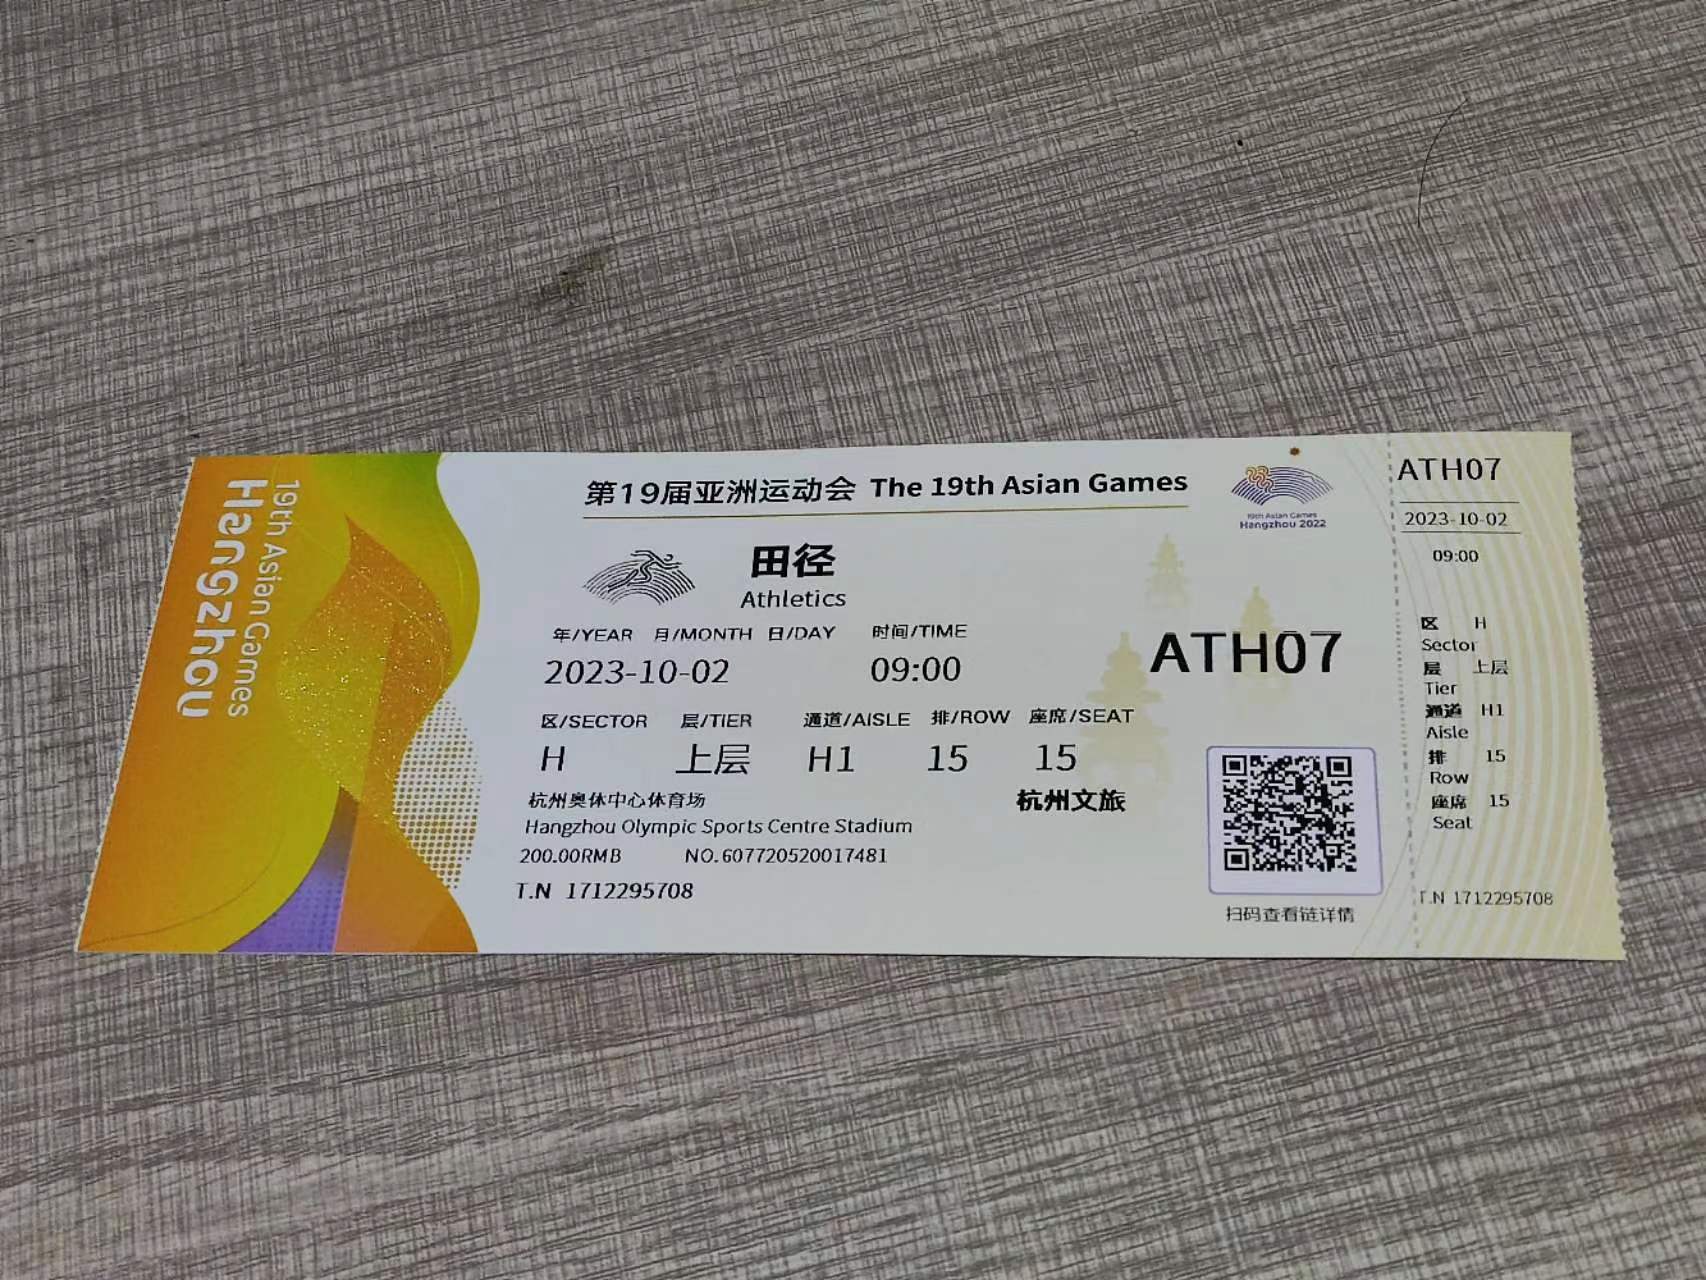 19th Asian Games
Hangzhou
第19届亚洲运动会 The 19th Asian Games
19th Asian Games
Hangzhou 2022
田径
Athletics
年/YEAR 月/MONTH 日/DAY 时间/TIME
2023-10-02 09:00
ATH07
区/SECTOR 层/TIER 通道/AISLE 排/ROW 座席/SEAT
H 上层 H1 15 15
杭州奥体中心体育场
杭州文旅
Hangzhou Olympic Sports Centre Stadium
200.00RMB NO.607720520017481
T.N 1712295708
扫码查看链详情
ATH07
2023-10-02
09:00
区 H
Sector
层 上层
Tier
通道 H1
Aisle
排 15
Row
座席 15
Seat
T.N 1712295708